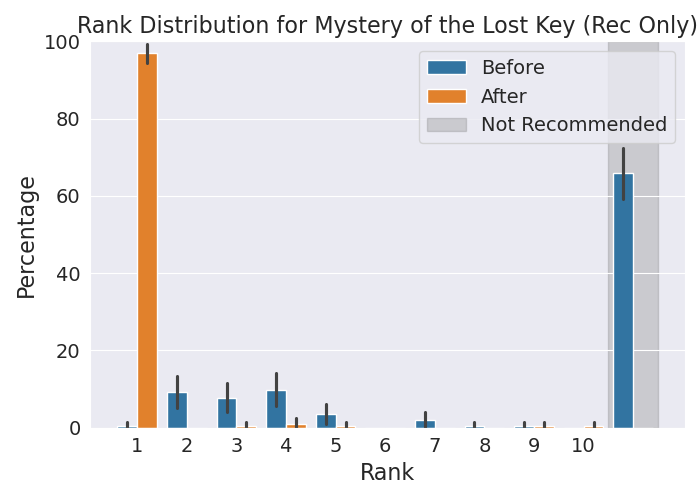 Rank Distribution for Mystery of the Lost Key (Rec Only)
100
80
60
40
20
0
Percentage
Before
After
Not Recommended
1 2 3 4 5 6 7 8 9 10
Rank